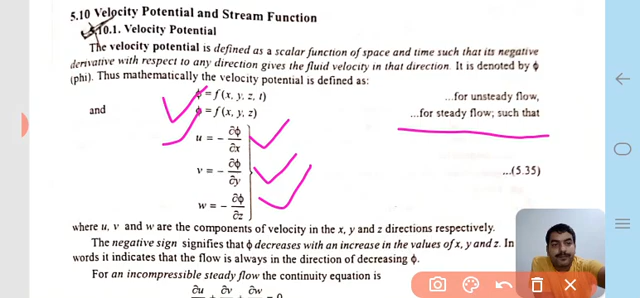 5.10 Velocity Potential and Stream Function
5.10.1. Velocity Potential
The velocity potential is defined as a scalar function of space and time such that its negative
derivative with respect to any direction gives the fluid velocity in that direction. It is denoted by ϕ
(phi). Thus mathematically the velocity potential is defined as:
ϕ = f (x, y, z, t) ...for unsteady flow,
and ϕ = f (x, y, z) ...for steady flow; such that
u = − ∂ϕ/∂x
v = − ∂ϕ/∂y ...(5.35)
w = − ∂ϕ/∂z
where u, v and w are the components of velocity in the x, y and z directions respectively.
The negative sign signifies that ϕ decreases with an increase in the values of x, y and z. In
words it indicates that the flow is always in the direction of decreasing ϕ.
For an incompressible steady flow the continuity equation is
∂u ∂v ∂w